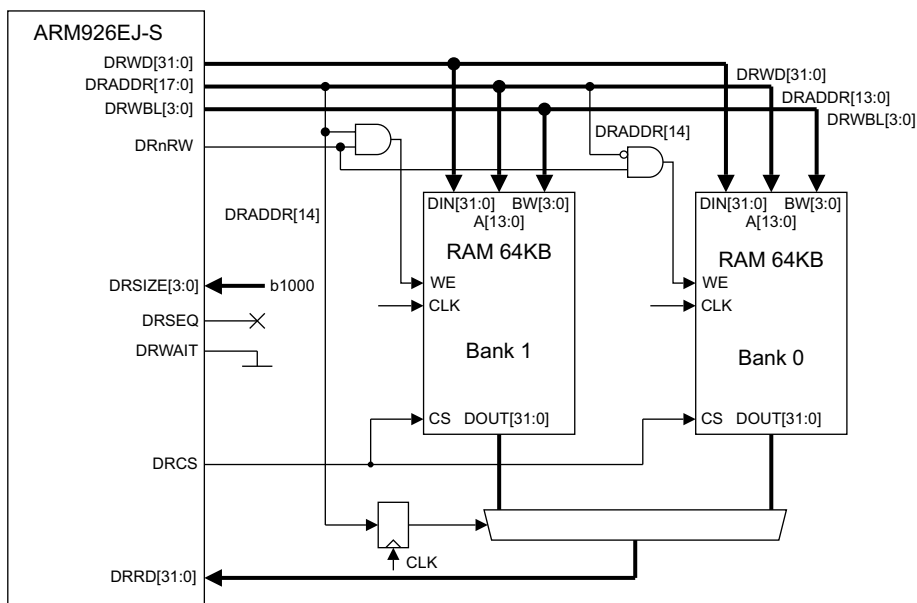 ARM926EJ-S
DRWD[31:0]
DRADDR[17:0]
DRWBL[3:0]
DRnRW
DRWD[31:0]
DRADDR[13:0]
DRWBL[3:0]
DRADDR[14]
DRADDR[14]
DIN[31:0] BW[3:0]
A[13:0]
RAM 64KB
WE
CLK
Bank 1
CS DOUT[31:0]
DIN[31:0] BW[3:0]
A[13:0]
RAM 64KB
WE
CLK
Bank 0
CS DOUT[31:0]
DRSIZE[3:0] b1000
DRSEQ
DRWAIT
DRCS
CLK
DRRD[31:0]